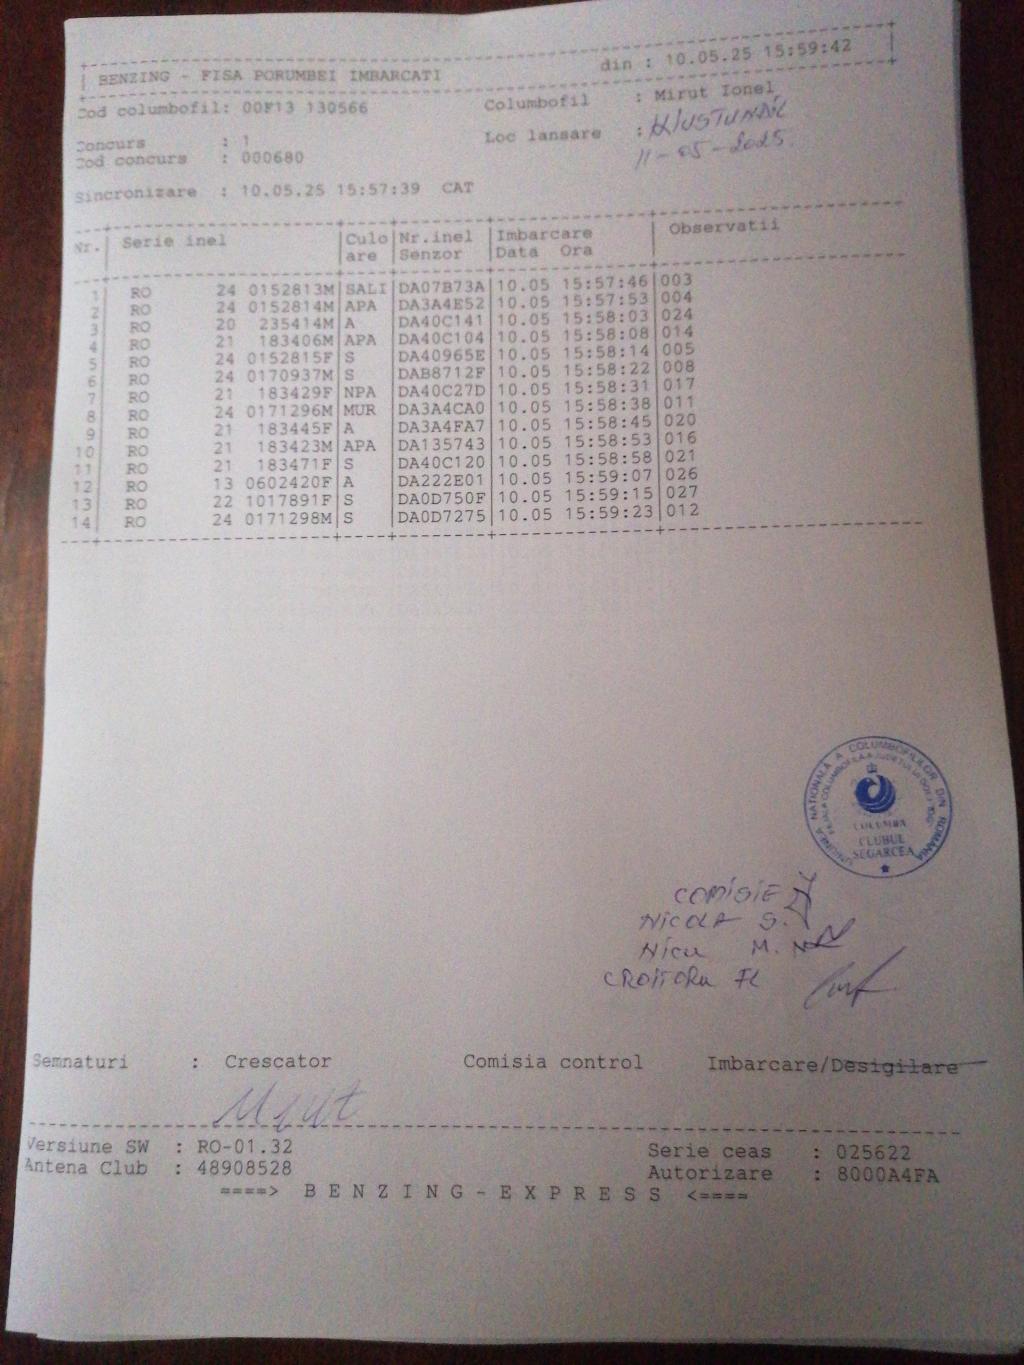 BENZING - FISA PORUMBEI IMBARCATI din : 10.05.25 15:59:42
Cod columbofil: 00F13 130566 Columbofil : Mirut Ionel
Concurs : 1 Loc lansare : KIUSTUNDIL
Cod concurs : 000680 11-05-2025
Sincronizare : 10.05.25 15:57:39 CAT
Nr. Serie inel Culo Nr.inel Imbarcare Observatii
are Senzor Data Ora
1 RO 24 0152813M SALI DA07B73A 10.05 15:57:46 003
2 RO 24 0152814M APA DA3A4E52 10.05 15:57:53 004
3 RO 20 235414M A DA40C141 10.05 15:58:03 024
4 RO 21 183406M APA DA40C104 10.05 15:58:08 014
5 RO 24 0152815F S DA40965E 10.05 15:58:14 005
6 RO 24 0170937M S DAB8712F 10.05 15:58:22 008
7 RO 21 183429F NPA DA40C27D 10.05 15:58:31 017
8 RO 24 0171296M MUR DA3A4CA0 10.05 15:58:38 011
9 RO 21 183445F A DA3A4FA7 10.05 15:58:45 020
10 RO 21 183423M APA DA135743 10.05 15:58:53 016
11 RO 21 183471F S DA40C120 10.05 15:58:58 021
12 RO 13 0602420F A DA222E01 10.05 15:59:07 026
13 RO 22 1017891F S DA0D750F 10.05 15:59:15 027
14 RO 24 0171298M S DA0D7275 10.05 15:59:23 012
UNIUNEA NATIONALA A COLUMBOFILILOR DIN ROMANIA
COLUMBA
CLUBUL
SEGARCEA
COMISIE
NICOLA S.
Nicu M.
CROITORU FL
Semnaturi : Crescator Comisia control Imbarcare/Desigilare
Versiune SW : RO-01.32 Serie ceas : 025622
Antena Club : 48908528 Autorizare : 8000A4FA
====> BENZING-EXPRESS <====